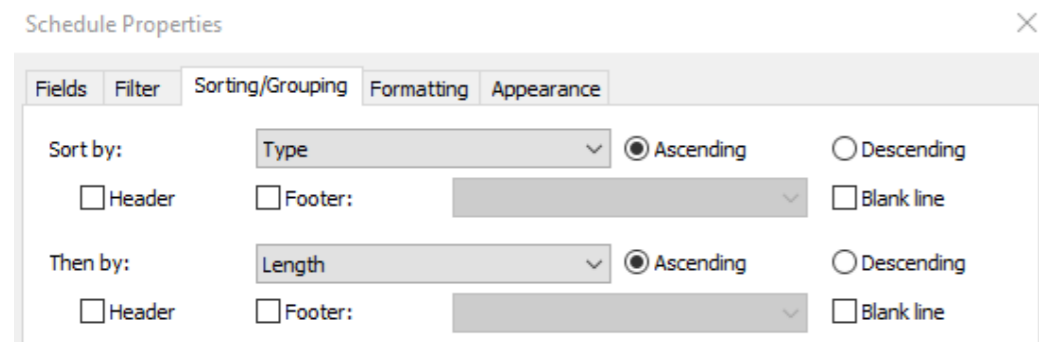 Schedule Properties
Fields Filter Sorting/Grouping Formatting Appearance
Sort by: Type Ascending Descending
Header Footer: Blank line
Then by: Length Ascending Descending
Header Footer: Blank line